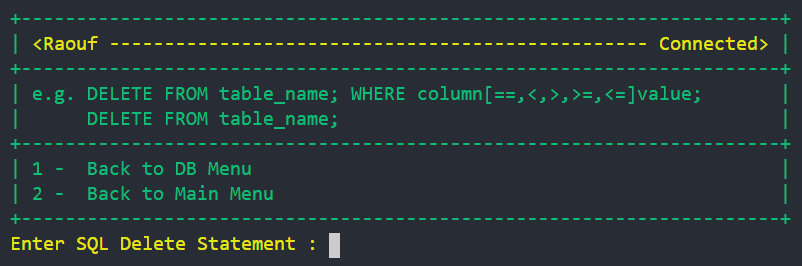 +---------------------------------------------------------------------+
| <Raouf ------------------------------------------------- Connected> |
+---------------------------------------------------------------------+
| e.g. DELETE FROM table_name; WHERE column[==,<,>,>=,<=]value;       |
|      DELETE FROM table_name;                                        |
+---------------------------------------------------------------------+
| 1 -  Back to DB Menu                                                |
| 2 -  Back to Main Menu                                              |
+---------------------------------------------------------------------+
Enter SQL Delete Statement :